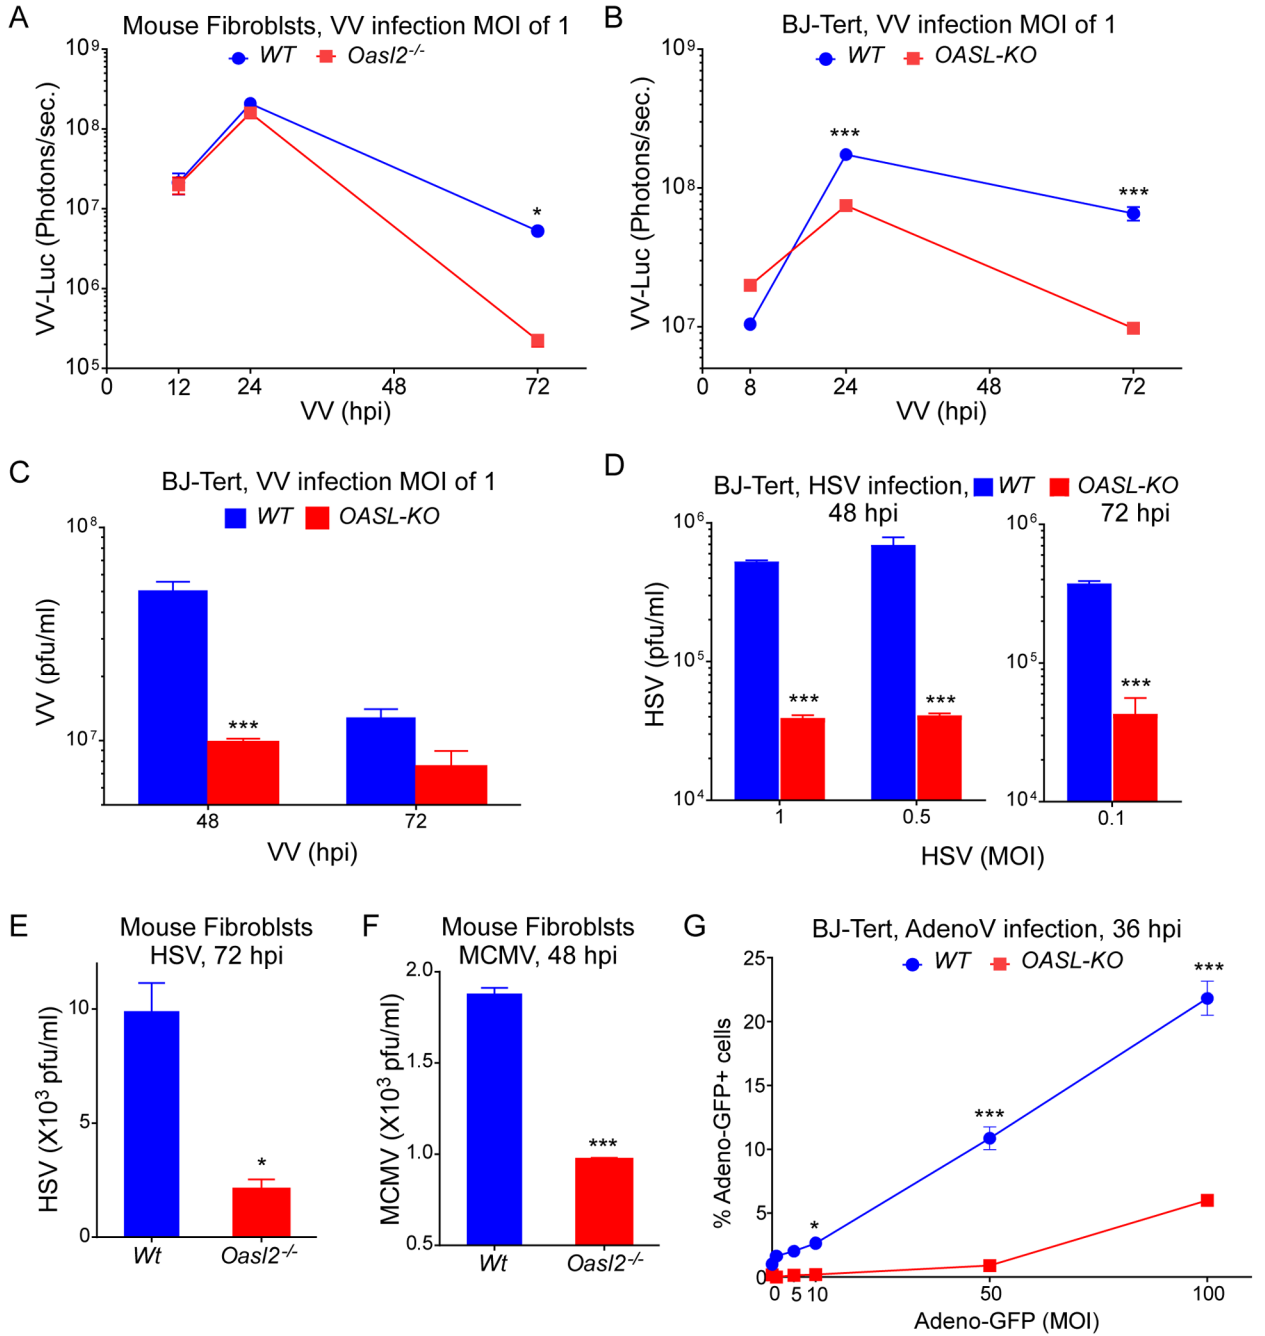 A
Mouse Fibroblsts, VV infection MOI of 1
WT Oasl2-/-
VV-Luc (Photons/sec.)
10⁹
10⁸
10⁷
10⁶
10⁵
*
0 12 24 48 72
VV (hpi)
B
BJ-Tert, VV infection MOI of 1
WT OASL-KO
VV-Luc (Photons/sec.)
10⁹
10⁸
10⁷
***
***
0 8 24 48 72
VV (hpi)
C
BJ-Tert, VV infection MOI of 1
WT OASL-KO
VV (pfu/ml)
10⁸
10⁷
***
48 72
VV (hpi)
D
BJ-Tert, HSV infection, WT OASL-KO
48 hpi 72 hpi
HSV (pfu/ml)
10⁶
10⁵
10⁴
*** ***
1 0.5
10⁶
10⁵
10⁴
***
0.1
HSV (MOI)
E
Mouse Fibroblsts
HSV, 72 hpi
HSV (X10³ pfu/ml)
10
5
0
*
Wt Oasl2-/-
F
Mouse Fibroblsts
MCMV, 48 hpi
MCMV (X10³ pfu/ml)
2.0
1.5
1.0
0.5
***
Wt Oasl2-/-
G
BJ-Tert, AdenoV infection, 36 hpi
WT OASL-KO
% Adeno-GFP+ cells
25
20
15
10
5
0
*
***
***
0 5 10 50 100
Adeno-GFP (MOI)